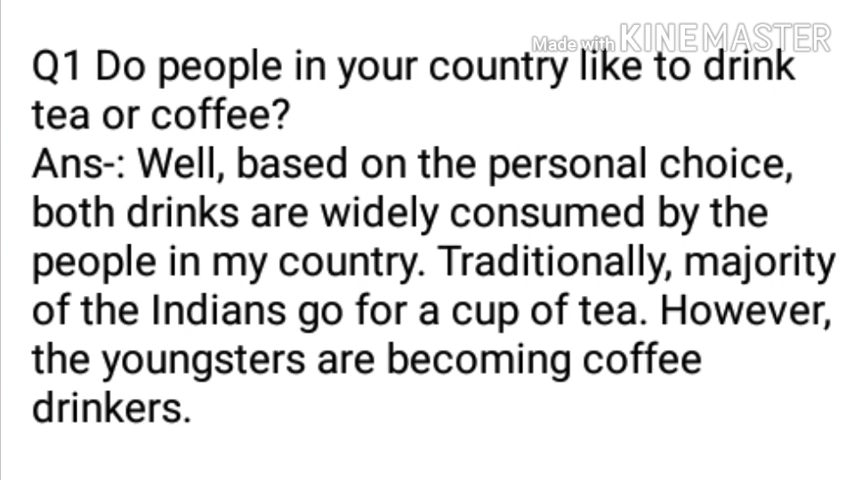 Made with KINEMASTER
Q1 Do people in your country like to drink
tea or coffee?
Ans-: Well, based on the personal choice,
both drinks are widely consumed by the
people in my country. Traditionally, majority
of the Indians go for a cup of tea. However,
the youngsters are becoming coffee
drinkers.